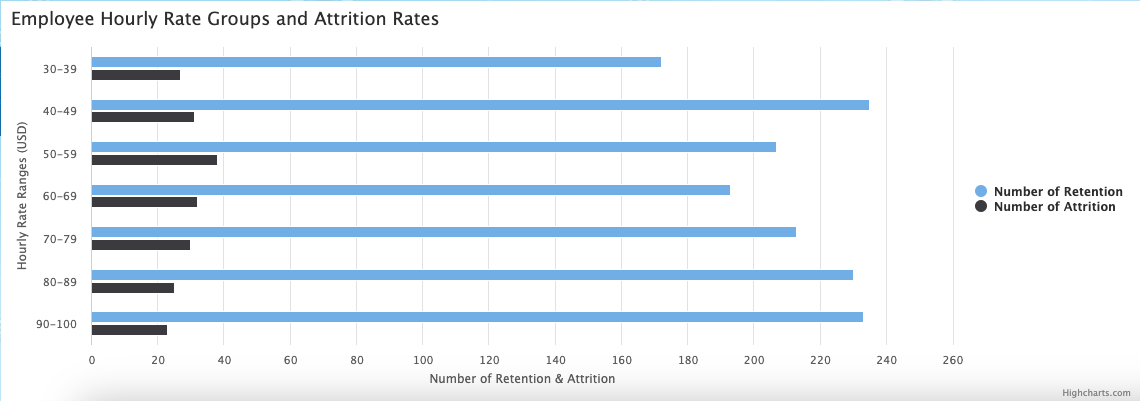 Employee Hourly Rate Groups and Attrition Rates
Hourly Rate Ranges (USD)
30–39
40–49
50–59
60–69
70–79
80–89
90–100
0 20 40 60 80 100 120 140 160 180 200 220 240 260
Number of Retention & Attrition
Number of Retention
Number of Attrition
Highcharts.com